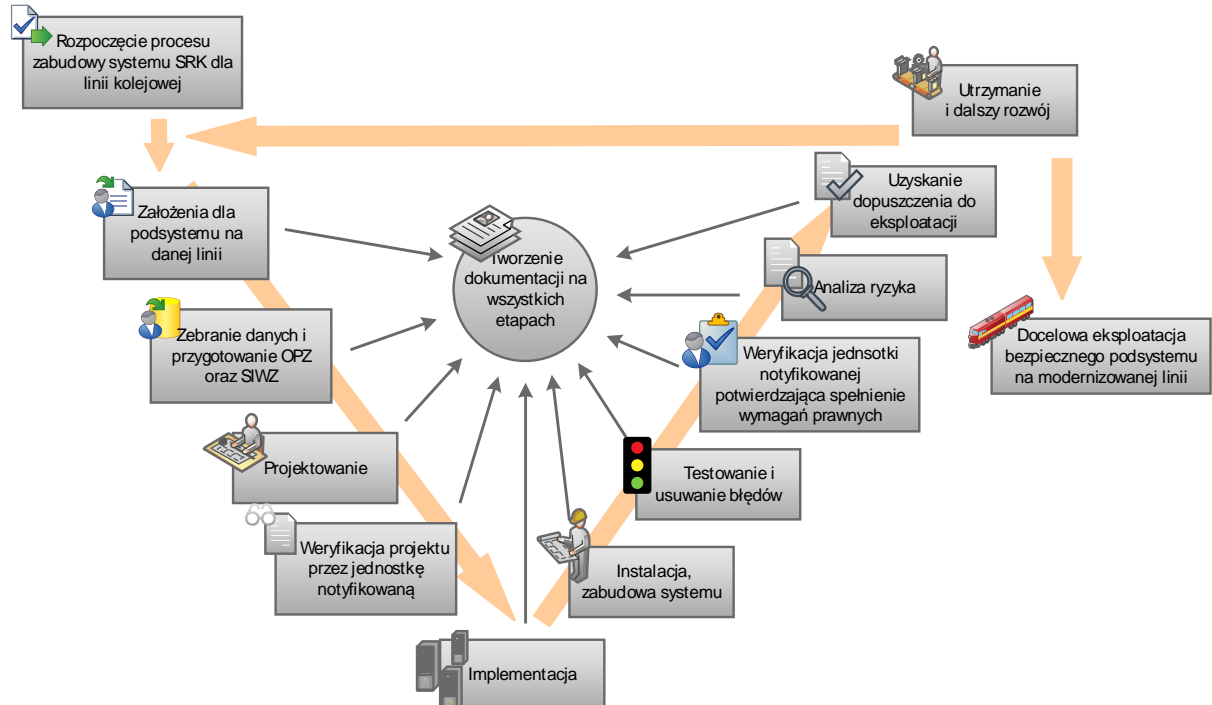 Rozpoczęcie procesu
zabudowy systemu SRK dla
linii kolejowej
Utrzymanie
i dalszy rozwój
Założenia dla
podsystemu na
danej linii
Uzyskanie
dopuszczenia do
eksploatacji
Tworzenie
dokumentacji na
wszystkich
etapach
Analiza ryzyka
Zebranie danych i
przygotowanie OPZ
oraz SIWZ
Weryfikacja jednsotki
notyfikowanej
potwierdzająca spełnienie
wymagań prawnych
Docelowa eksploatacja
bezpiecznego podsystemu
na modernizowanej linii
Projektowanie
Testowanie i
usuwanie błędów
Weryfikacja projektu
przez jednostkę
notyfikowaną
Instalacja,
zabudowa systemu
Implementacja